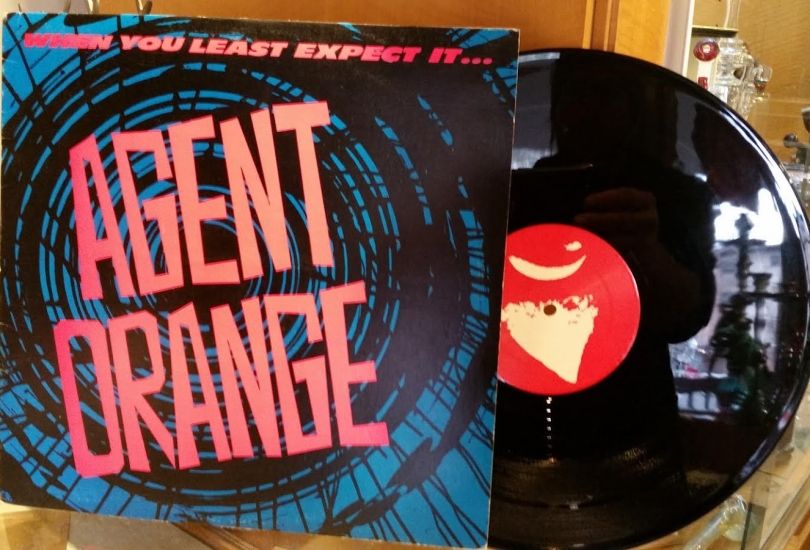 WHEN YOU LEAST EXPECT IT...
AGENT
ORANGE